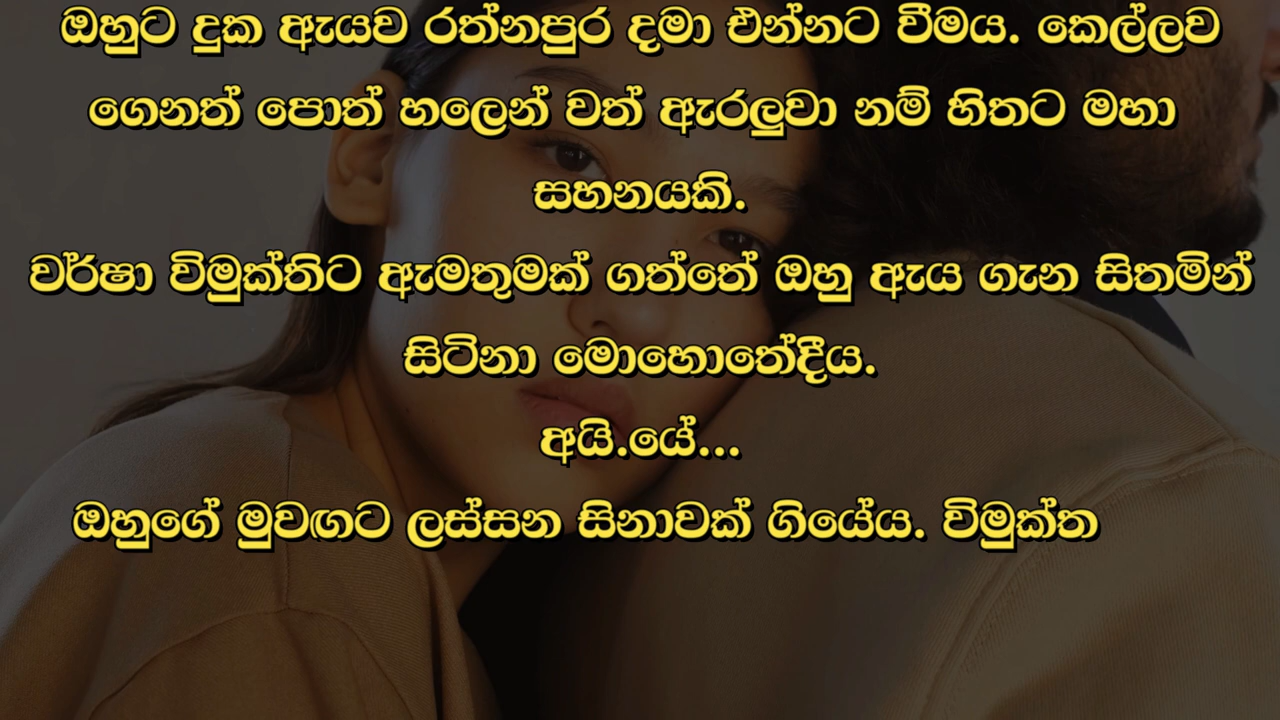 ඔහුට දුක ඇයව රත්නපුර දමා එන්නට වීමය. කෙල්ලව
ගෙනත් පොත් හලෙන් වත් ඇරලුවා නම් හිතට මහා
සහනයකි.
වර්ෂා විමුක්තිට ඇමතුමක් ගත්තේ ඔහු ඇය ගැන සිතමින්
සිටිනා මොහොතේදීය.
අයි.යේ...
ඔහුගේ මුවඟට ලස්සන සිනාවක් ගියේය. විමුක්ත